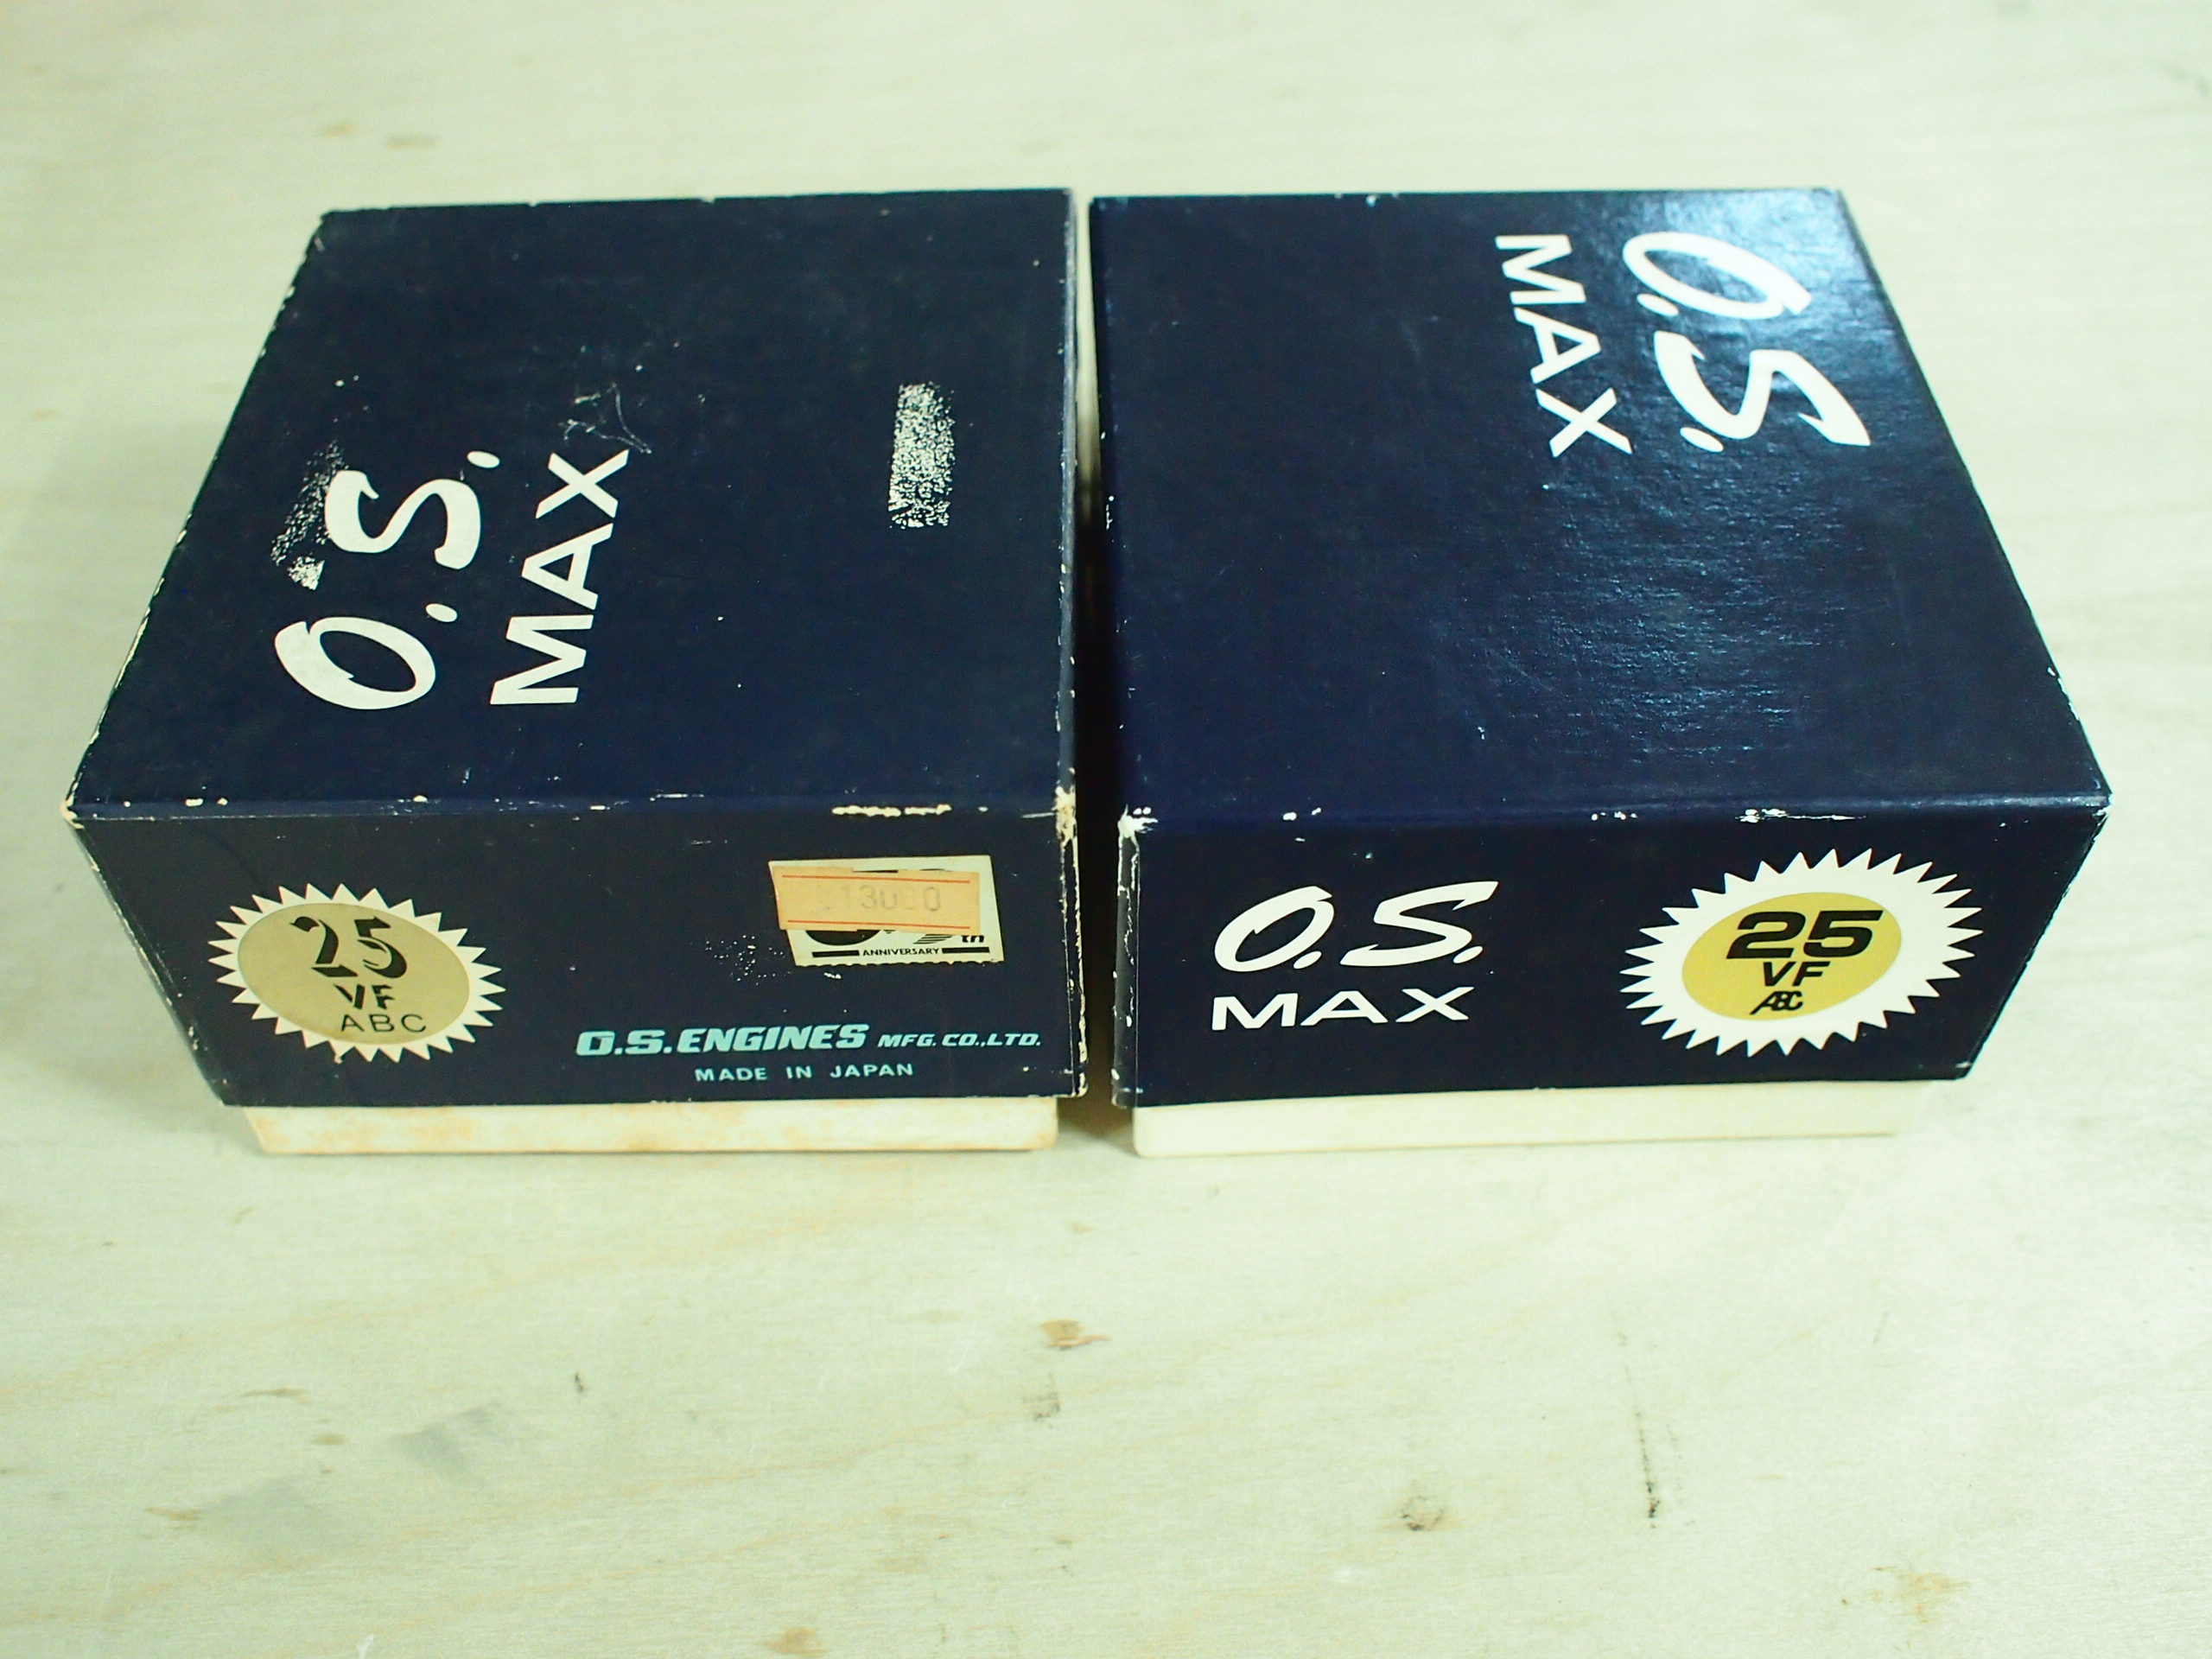 O.S.
MAX
25
VF
ABC
ANNIVERSARY
O.S.ENGINES MFG. CO.,LTD.
MADE IN JAPAN
O.S.
MAX
O.S.
MAX
25
VF
ABC